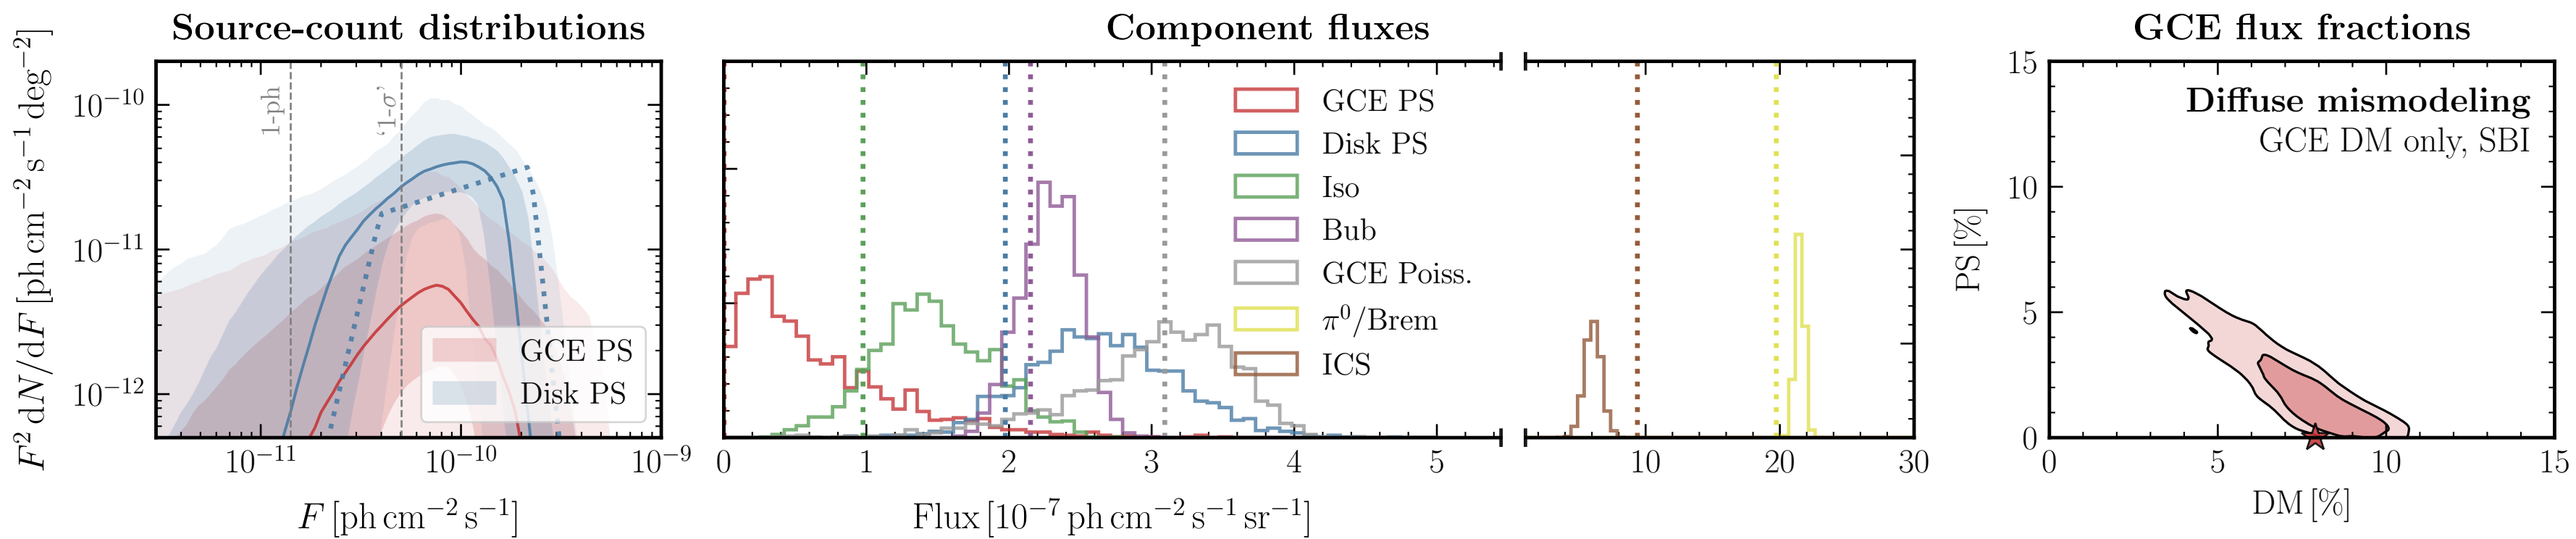 Source-count distributions
F² dN/dF [ph cm⁻² s⁻¹ deg⁻²]
10⁻¹⁰
10⁻¹¹
10⁻¹²
1-ph
‘1-σ’
GCE PS
Disk PS
10⁻¹¹ 10⁻¹⁰ 10⁻⁹
F [ph cm⁻² s⁻¹]
Component fluxes
GCE PS
Disk PS
Iso
Bub
GCE Poiss.
π⁰/Brem
ICS
0 1 2 3 4 5 10 20 30
Flux [10⁻⁷ ph cm⁻² s⁻¹ sr⁻¹]
GCE flux fractions
Diffuse mismodeling
GCE DM only, SBI
PS [%]
15
10
5
0
0 5 10 15
DM [%]